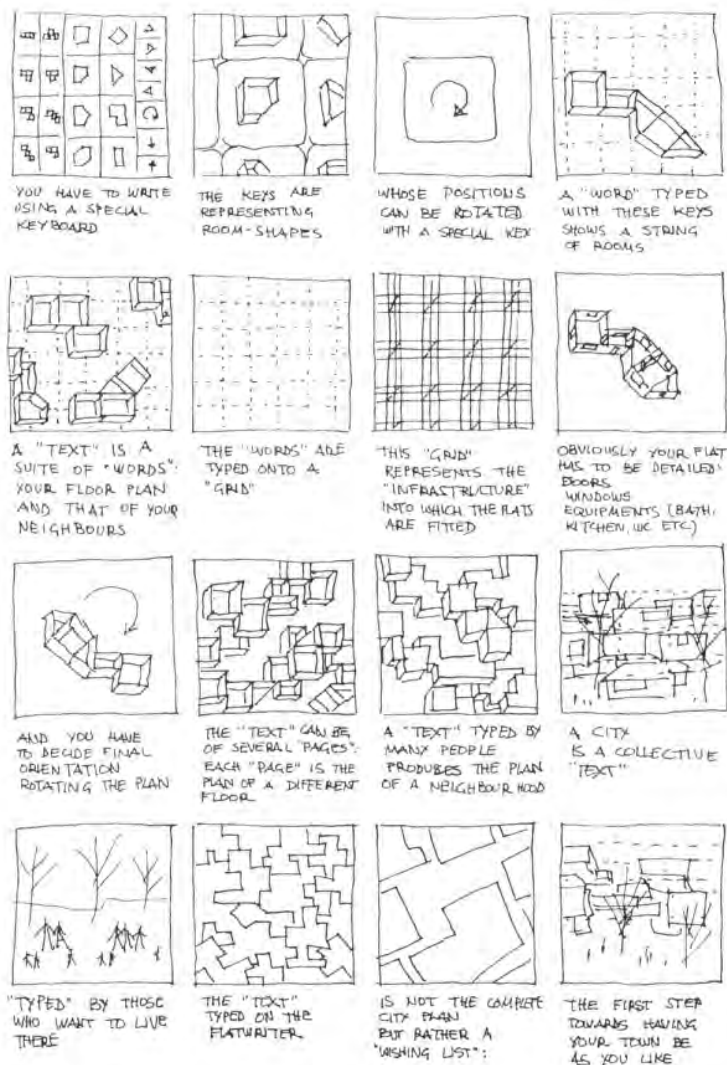 YOU HAVE TO WRITE
USING A SPECIAL
KEYBOARD
THE KEYS ARE
REPRESENTING
ROOM-SHAPES
WHOSE POSITIONS
CAN BE ROTATED
WITH A SPECIAL KEY
A "WORD" TYPED
WITH THESE KEYS
SHOWS A STRING
OF ROOMS
A "TEXT" IS A
SUITE OF "WORDS":
YOUR FLOOR PLAN
AND THAT OF YOUR
NEIGHBOURS
THE "WORDS" ARE
TYPED ONTO A
"GRID"
THIS "GRID"
REPRESENTS THE
"INFRASTRUCTURE"
INTO WHICH THE FLATS
ARE FITTED
OBVIOUSLY YOUR FLAT
HAS TO BE DETAILED:
DOORS
WINDOWS
EQUIPMENTS (BATH,
KITCHEN, WC ETC)
AND YOU HAVE
TO DECIDE FINAL
ORIENTATION
ROTATING THE PLAN
THE "TEXT" CAN BE
OF SEVERAL "PAGES":
EACH "PAGE" IS THE
PLAN OF A DIFFERENT
FLOOR
A "TEXT" TYPED BY
MANY PEOPLE
PRODUBES THE PLAN
OF A NEIGHBOUR HOOD
A CITY
IS A COLLECTIVE
"TEXT"
"TYPED" BY THOSE
WHO WANT TO LIVE
THERE
THE "TEXT"
TYPED ON THE
FLATWRITER
IS NOT THE COMPLETE
CITY PLAN
BUT RATHER A
"WISHING LIST":
THE FIRST STEP
TOWARDS HAVING
YOUR TOWN BE
AS YOU LIKE